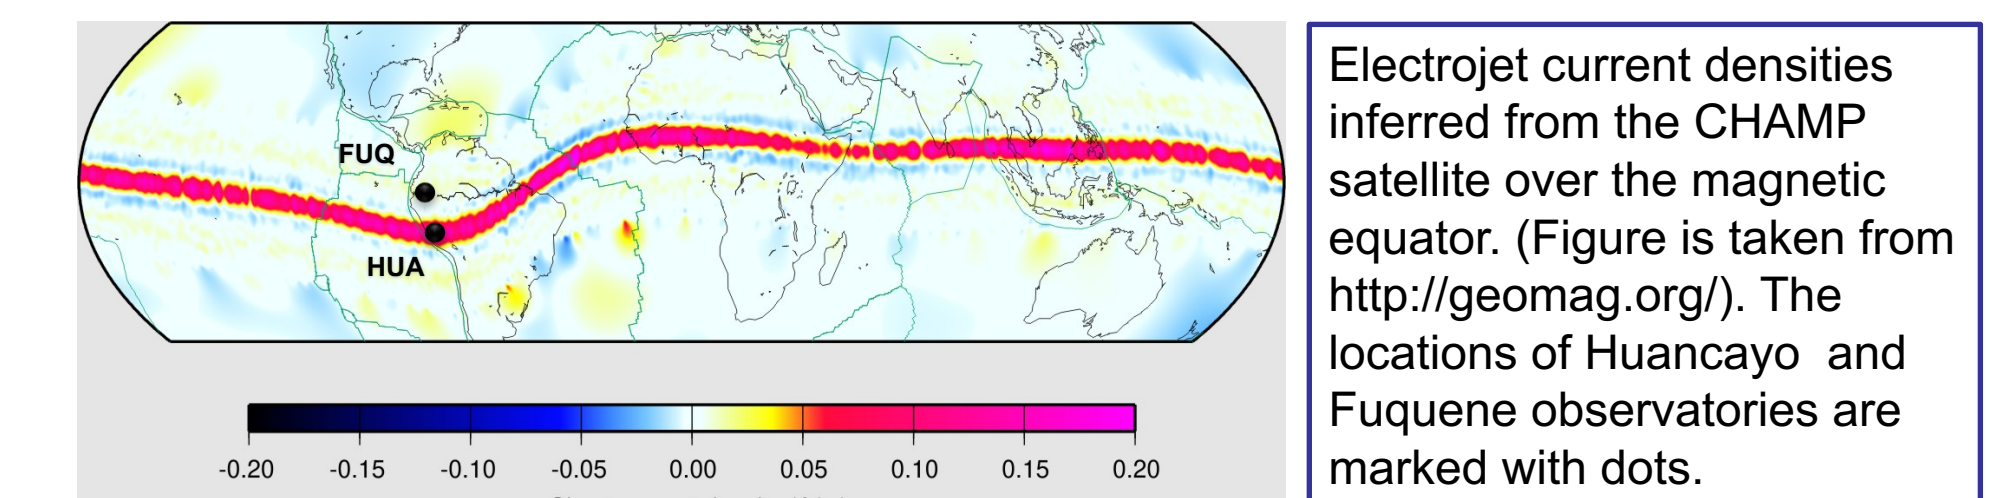 FUQ
HUA
-0.20 -0.15 -0.10 -0.05 0.00 0.05 0.10 0.15 0.20
Electrojet current densities
inferred from the CHAMP
satellite over the magnetic
equator. (Figure is taken from
http://geomag.org/). The
locations of Huancayo  and
Fuquene observatories are
marked with dots.